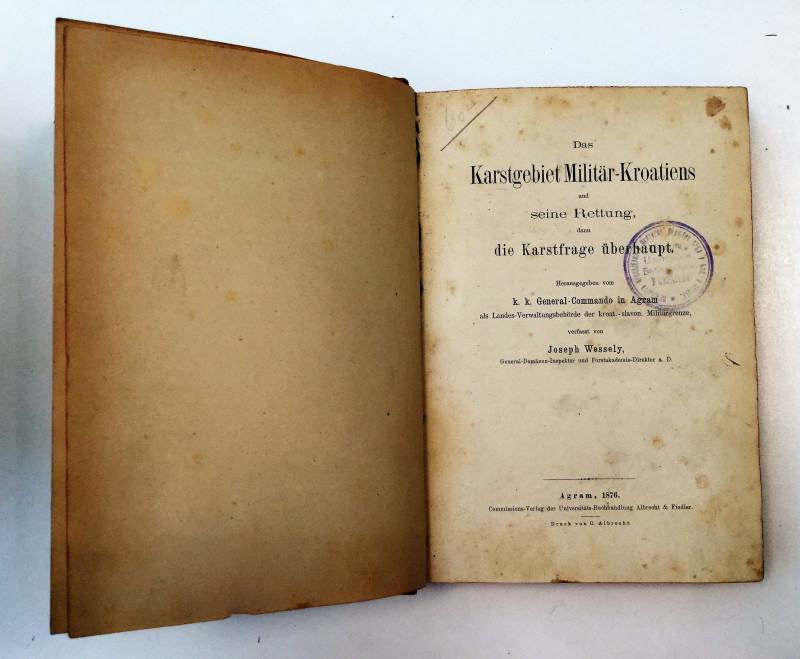 Das
Karstgebiet Militär-Kroatiens
und
seine Rettung,
dann
die Karstfrage überhaupt.
Herausgegeben vom
k. k. General-Commando in Agram
als Landes-Verwaltungsbehörde der kroat.-slavon. Militärgrenze,
verfasst von
Joseph Wessely,
General-Domänen-Inspektor und Forstakademie-Direktor a. D.
Agram, 1876.
Commissions-Verlag der Universitäts-Buchhandlung Albrecht & Fiedler.
Druck von C. Albrecht.